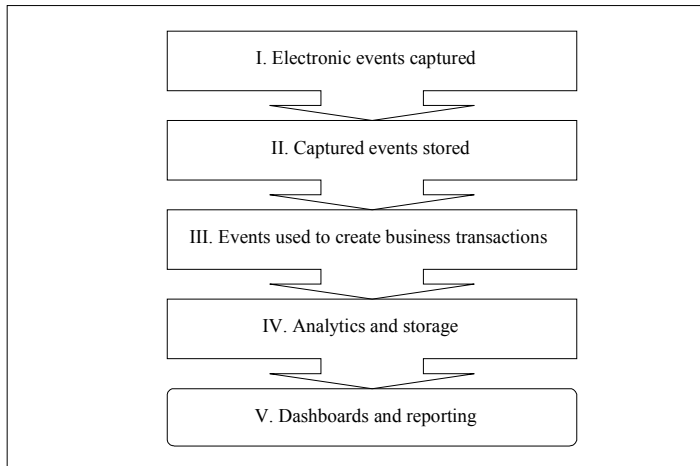 I. Electronic events captured
II. Captured events stored
III. Events used to create business transactions
IV. Analytics and storage
V. Dashboards and reporting